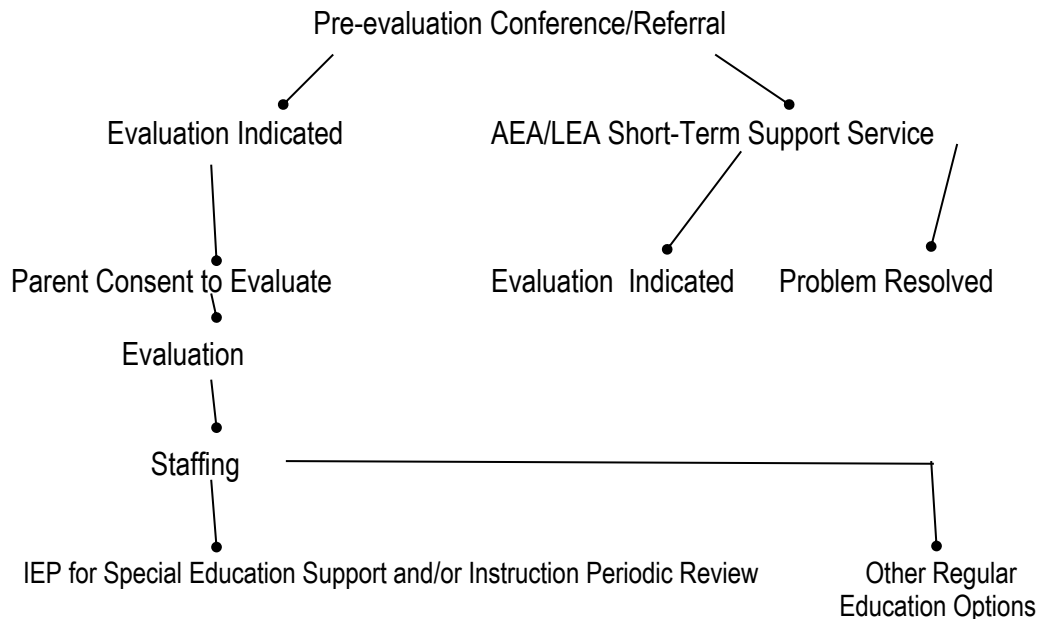 Pre-evaluation Conference/Referral
Evaluation Indicated
AEA/LEA Short-Term Support Service
Parent Consent to Evaluate
Evaluation Indicated
Problem Resolved
Evaluation
Staffing
IEP for Special Education Support and/or Instruction Periodic Review
Other Regular
Education Options